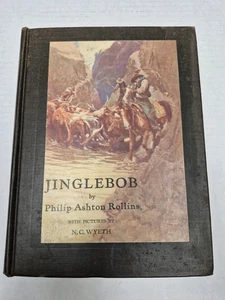 JINGLEBOB
by
Philip Ashton Rollins
WITH PICTURES BY
N.C. WYETH